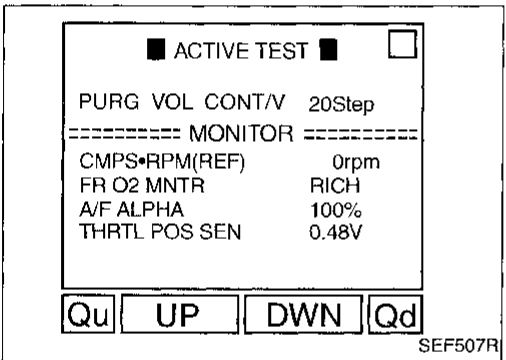 ■ ACTIVE TEST ■
PURG VOL CONT/V 20Step
========== MONITOR ==========
CMPS•RPM(REF) 0rpm
FR O2 MNTR RICH
A/F ALPHA 100%
THRTL POS SEN 0.48V
Qu UP DWN Qd
SEF507R